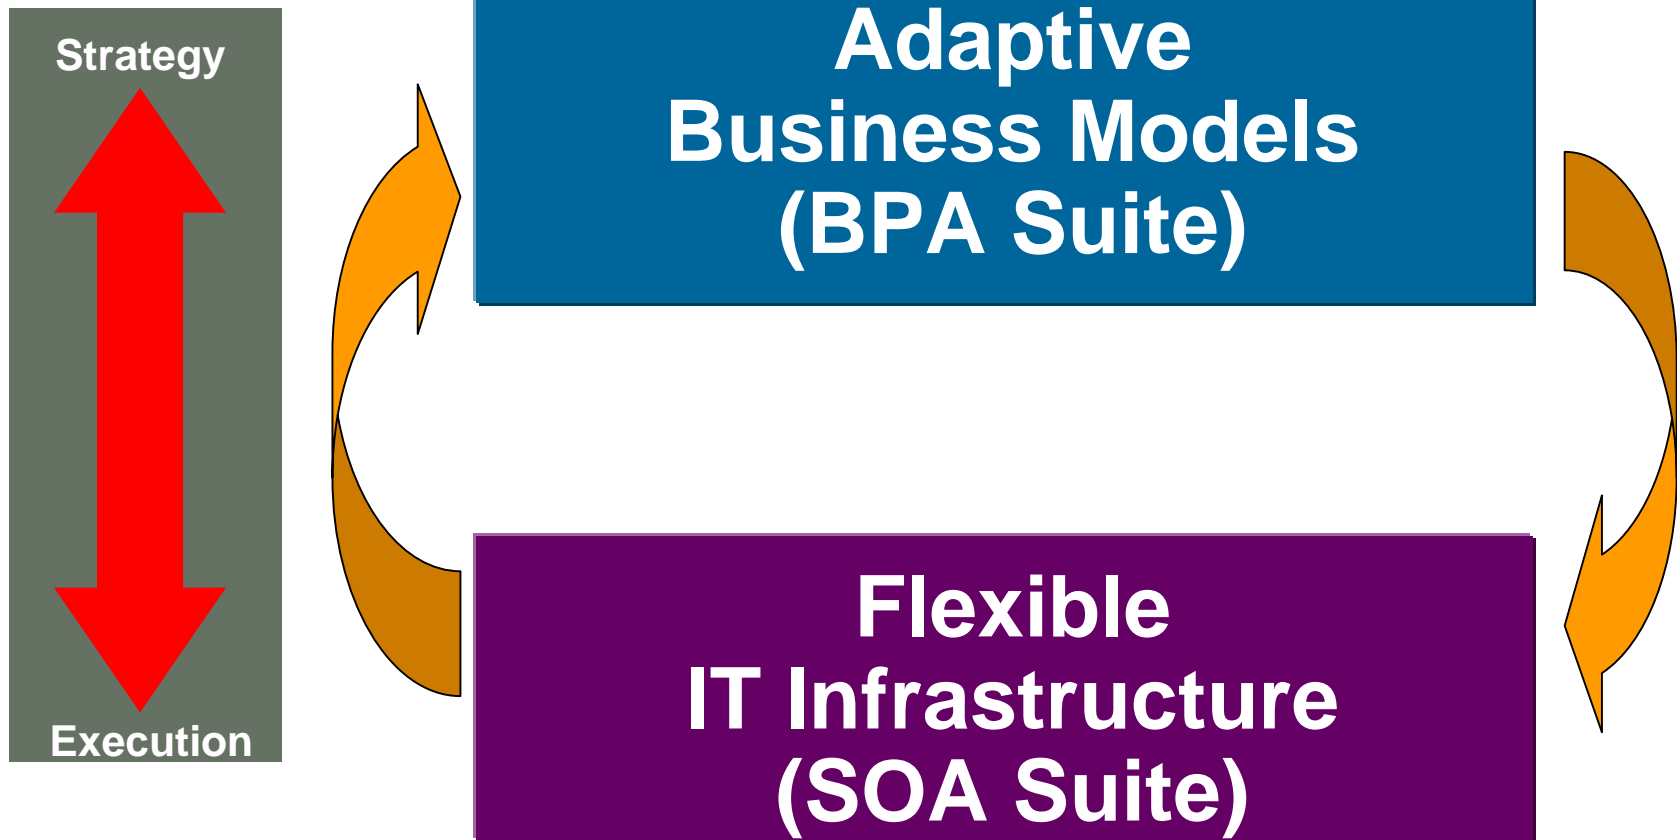 Strategy
Execution
Adaptive
Business Models
(BPA Suite)
Flexible
IT Infrastructure
(SOA Suite)